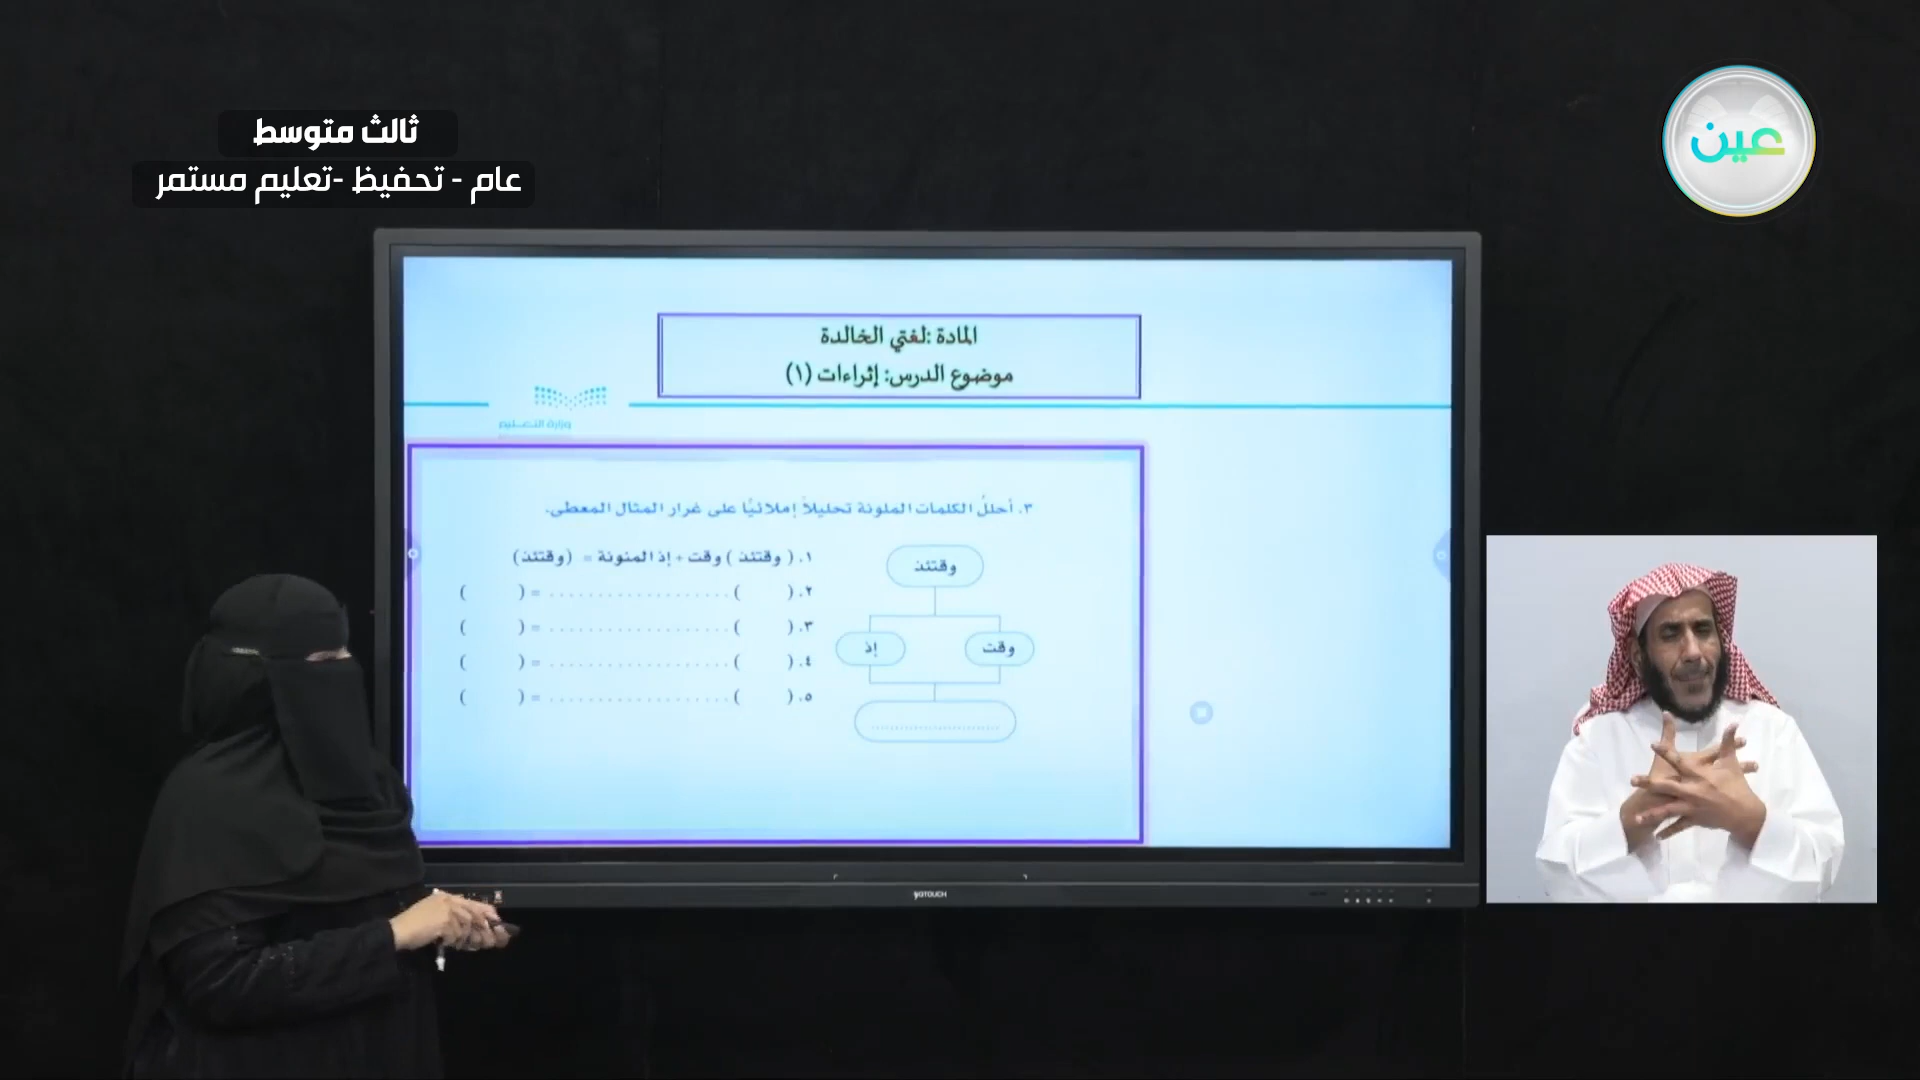 ثالث متوسط
عام - تحفيظ -تعليم مستمر
عين
المادة :لغتي الخالدة
موضوع الدرس: إثراءات (١)
وزارة التعليم
٣. أحللُ الكلمات الملونة تحليلاً إملائيًا على غرار المثال المعطى.
١. ( وقتئذ ) وقت + إذ المنونة = (وقتئذ)
٢. ( ) .................... = ( )
٣. ( ) .................... = ( )
٤. ( ) .................... = ( )
٥. ( ) .................... = ( )
وقتئذ
وقت
إذ
........................